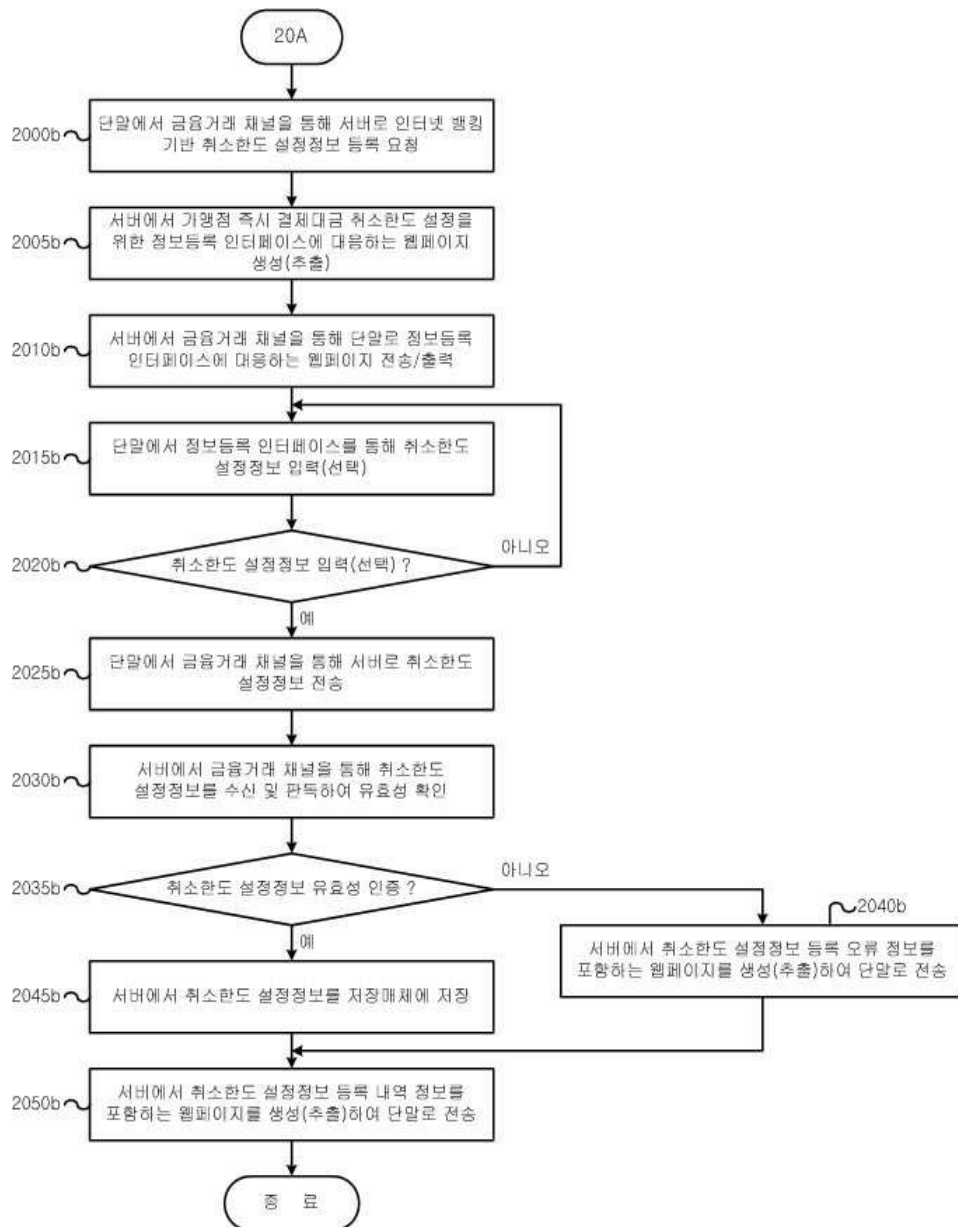 20A
2000b
단말에서 금융거래 채널을 통해 서버로 인터넷 뱅킹
기반 취소한도 설정정보 등록 요청
2005b
서버에서 가맹점 즉시 결제대금 취소한도 설정을
위한 정보등록 인터페이스에 대응하는 웹페이지
생성(추출)
2010b
서버에서 금융거래 채널을 통해 단말로 정보등록
인터페이스에 대응하는 웹페이지 전송/출력
2015b
단말에서 정보등록 인터페이스를 통해 취소한도
설정정보 입력(선택)
2020b
취소한도 설정정보 입력(선택) ?
아니오
예
2025b
단말에서 금융거래 채널을 통해 서버로 취소한도
설정정보 전송
2030b
서버에서 금융거래 채널을 통해 취소한도
설정정보를 수신 및 판독하여 유효성 확인
2035b
취소한도 설정정보 유효성 인증 ?
아니오
2040b
서버에서 취소한도 설정정보 등록 오류 정보를
포함하는 웹페이지를 생성(추출)하여 단말로 전송
예
2045b
서버에서 취소한도 설정정보를 저장매체에 저장
2050b
서버에서 취소한도 설정정보 등록 내역 정보를
포함하는 웹페이지를 생성(추출)하여 단말로 전송
종 료